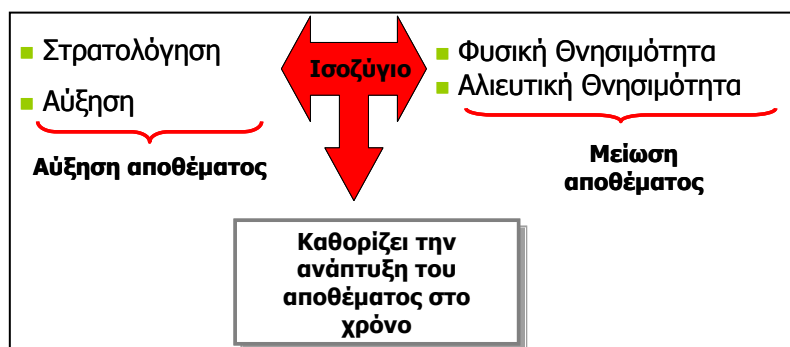 Στρατολόγηση
Αύξηση
Αύξηση αποθέματος
Ισοζύγιο
Φυσική Θνησιμότητα
Αλιευτική Θνησιμότητα
Μείωση
αποθέματος
Καθορίζει την
ανάπτυξη του
αποθέματος στο
χρόνο